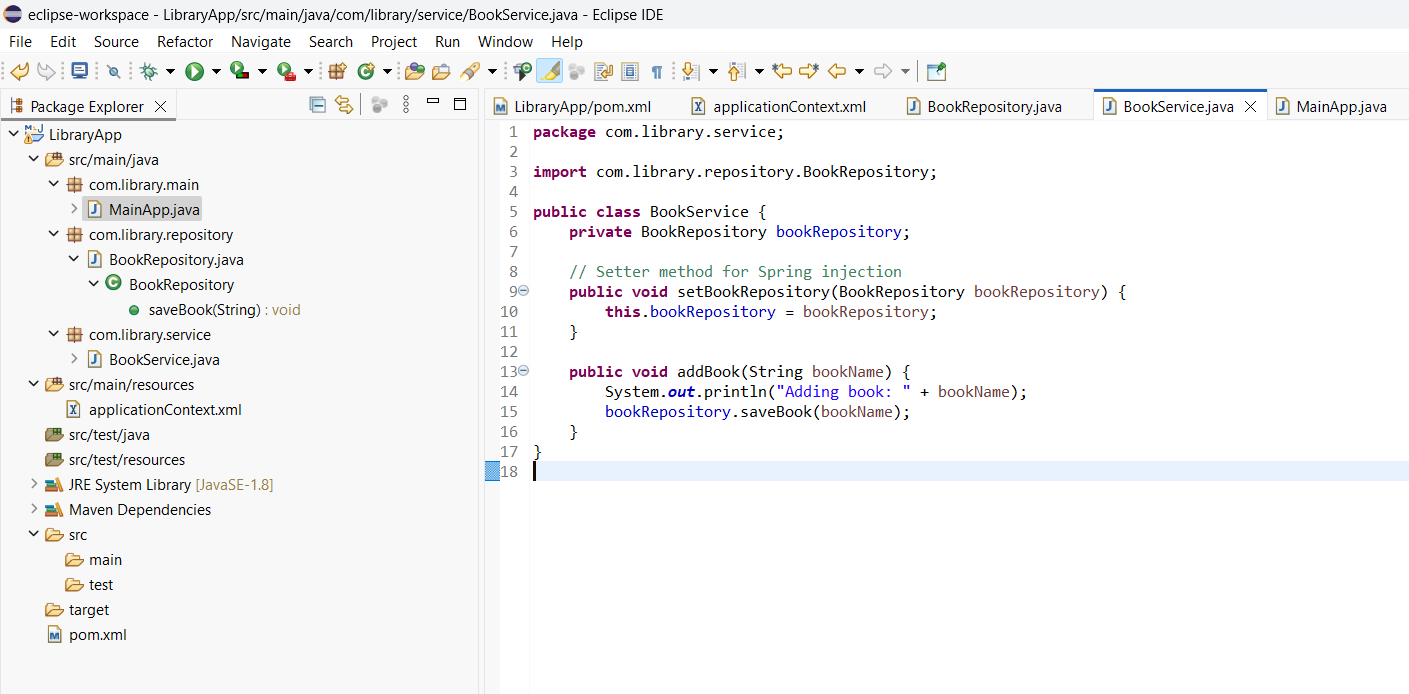 eclipse-workspace - LibraryApp/src/main/java/com/library/service/BookService.java - Eclipse IDE
File Edit Source Refactor Navigate Search Project Run Window Help
Package Explorer
LibraryApp
src/main/java
com.library.main
MainApp.java
com.library.repository
BookRepository.java
BookRepository
saveBook(String) : void
com.library.service
BookService.java
src/main/resources
applicationContext.xml
src/test/java
src/test/resources
JRE System Library [JavaSE-1.8]
Maven Dependencies
src
main
test
target
pom.xml
LibraryApp/pom.xml applicationContext.xml BookRepository.java BookService.java MainApp.java
1 package com.library.service;
2
3 import com.library.repository.BookRepository;
4
5 public class BookService {
6     private BookRepository bookRepository;
7
8     // Setter method for Spring injection
9     public void setBookRepository(BookRepository bookRepository) {
10         this.bookRepository = bookRepository;
11     }
12
13     public void addBook(String bookName) {
14         System.out.println("Adding book: " + bookName);
15         bookRepository.saveBook(bookName);
16     }
17 }
18